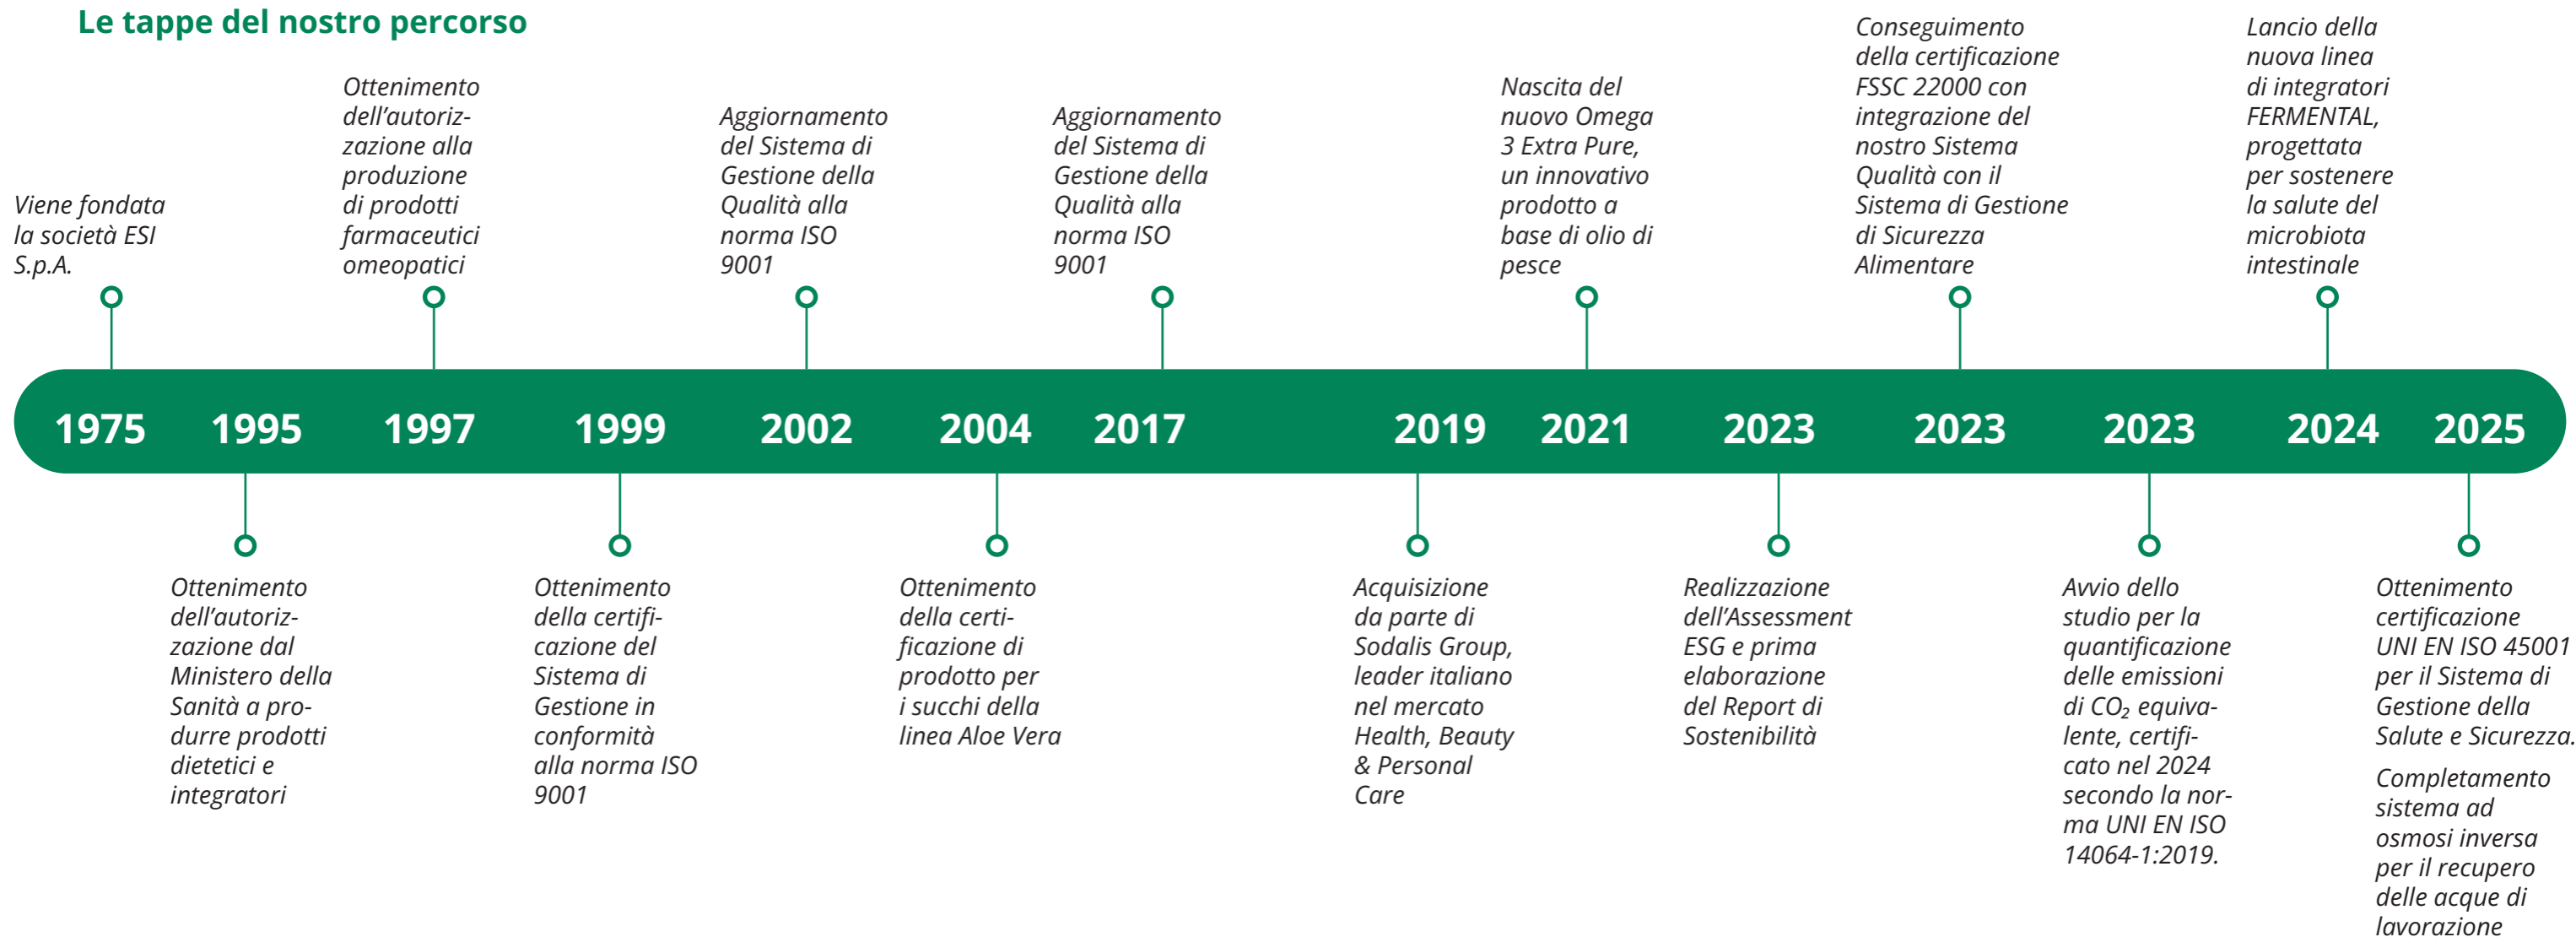 Le tappe del nostro percorso
Viene fondata
la società ESI
S.p.A.
Ottenimento
dell’autoriz-
zazione alla
produzione
di prodotti
farmaceutici
omeopatici
Aggiornamento
del Sistema di
Gestione della
Qualità alla
norma ISO
9001
Aggiornamento
del Sistema di
Gestione della
Qualità alla
norma ISO
9001
Nascita del
nuovo Omega
3 Extra Pure,
un innovativo
prodotto a
base di olio di
pesce
Conseguimento
della certificazione
FSSC 22000 con
integrazione del
nostro Sistema
Qualità con il
Sistema di Gestione
di Sicurezza
Alimentare
Lancio della
nuova linea
di integratori
FERMENTAL,
progettata
per sostenere
la salute del
microbiota
intestinale
1975 1995 1997 1999 2002 2004 2017 2019 2021 2023 2023 2023 2024 2025
Ottenimento
dell’autoriz-
zazione dal
Ministero della
Sanità a pro-
durre prodotti
dietetici e
integratori
Ottenimento
della certifi-
cazione del
Sistema di
Gestione in
conformità
alla norma ISO
9001
Ottenimento
della certi-
ficazione di
prodotto per
i succhi della
linea Aloe Vera
Acquisizione
da parte di
Sodalis Group,
leader italiano
nel mercato
Health, Beauty
& Personal
Care
Realizzazione
dell’Assessment
ESG e prima
elaborazione
del Report di
Sostenibilità
Avvio dello
studio per la
quantificazione
delle emissioni
di CO₂ equiva-
lente, certifi-
cato nel 2024
secondo la nor-
ma UNI EN ISO
14064-1:2019.
Ottenimento
certificazione
UNI EN ISO 45001
per il Sistema di
Gestione della
Salute e Sicurezza.
Completamento
sistema ad
osmosi inversa
per il recupero
delle acque di
lavorazione